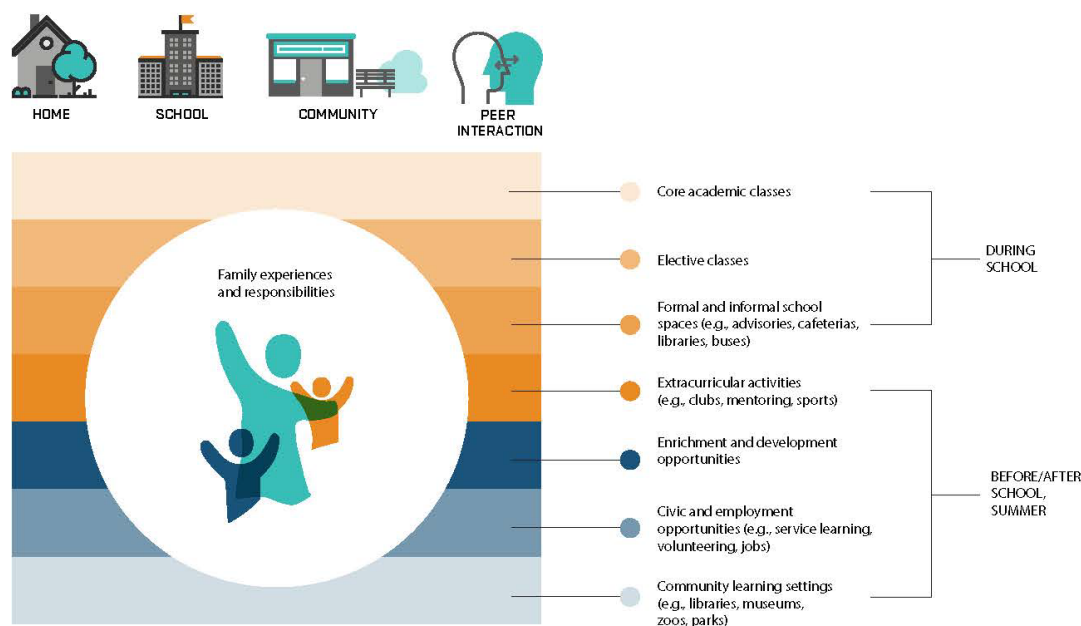 HOME
SCHOOL
COMMUNITY
PEER
INTERACTION
Family experiences
and responsibilities
Core academic classes
Elective classes
Formal and informal school
spaces (e.g., advisories, cafeterias,
libraries, buses)
DURING
SCHOOL
Extracurricular activities
(e.g., clubs, mentoring, sports)
Enrichment and development
opportunities
Civic and employment
opportunities (e.g., service learning,
volunteering, jobs)
Community learning settings
(e.g., libraries, museums,
zoos, parks)
BEFORE/AFTER
SCHOOL,
SUMMER